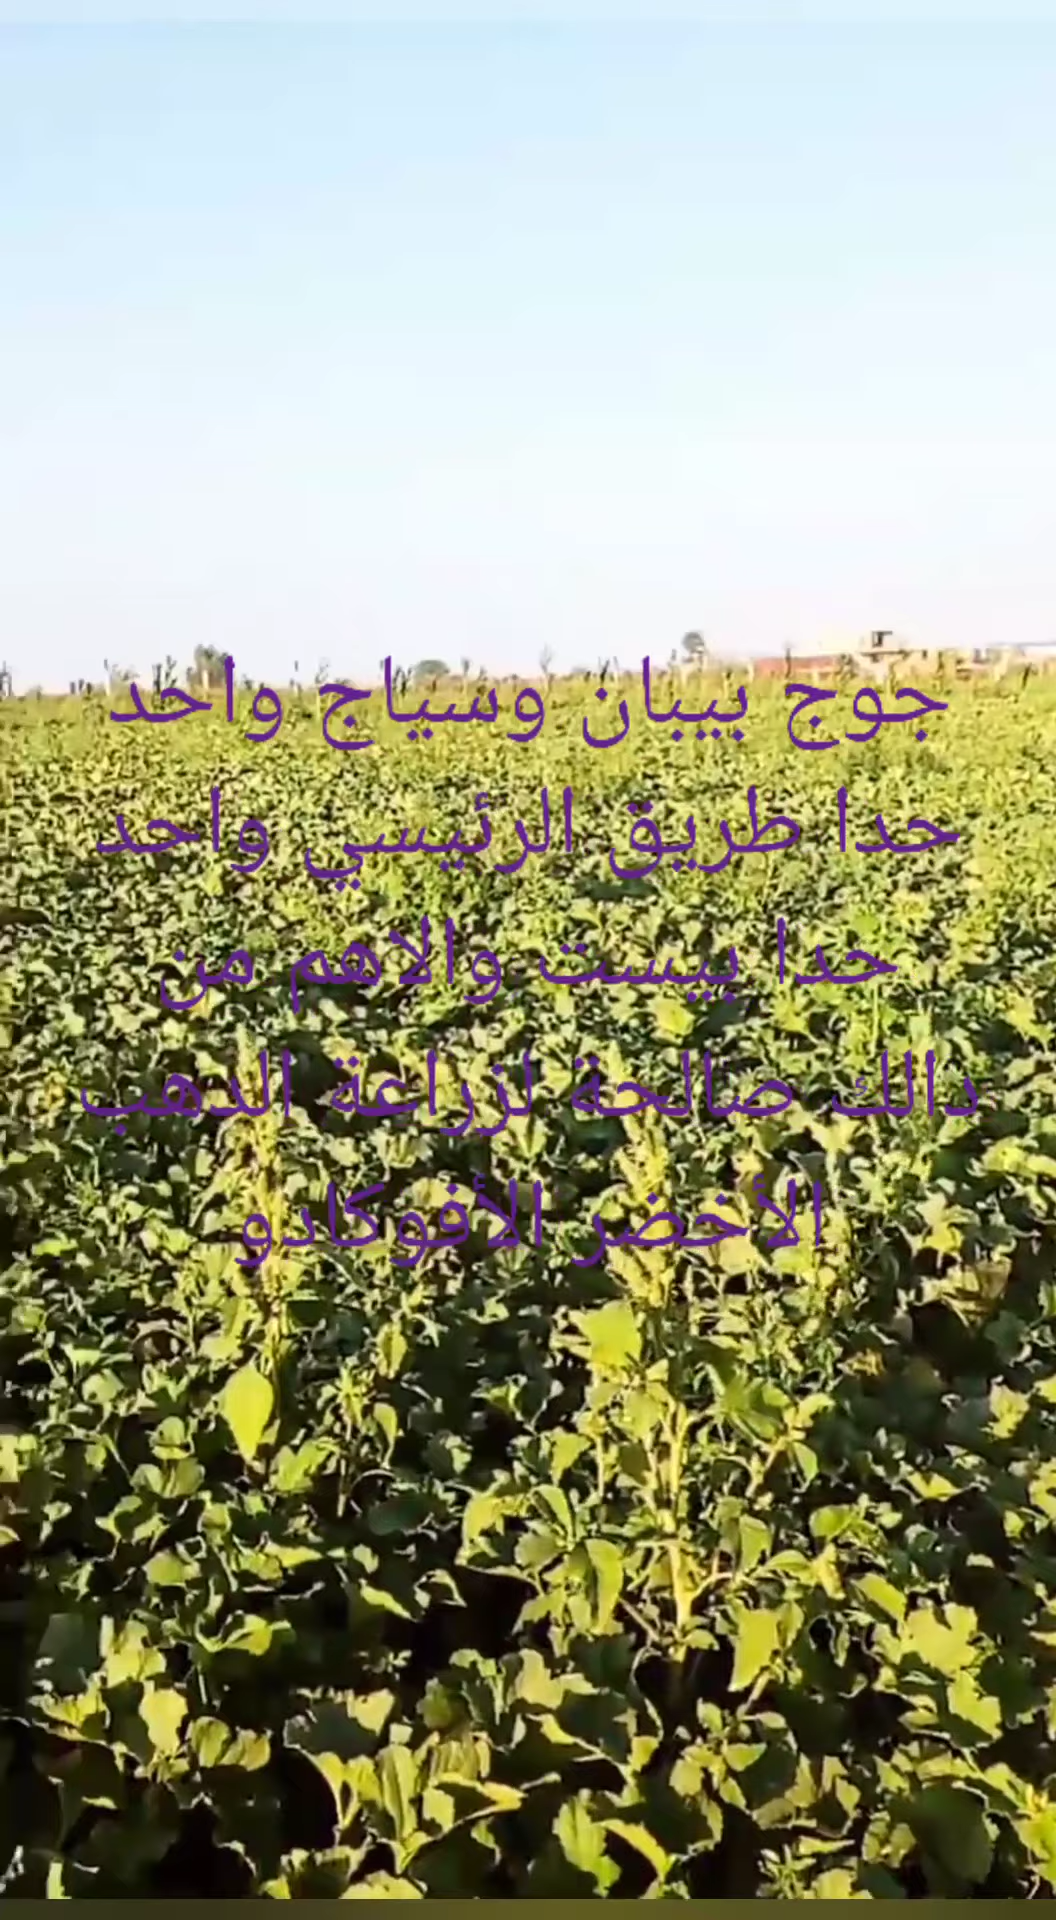 جوج بيبان وسياج واحد
حدا طريق الرئيسي واحد
حدا بيست والاهم من
دالك صالحة لزراعة الدهب
الأخضر الأفوكادو